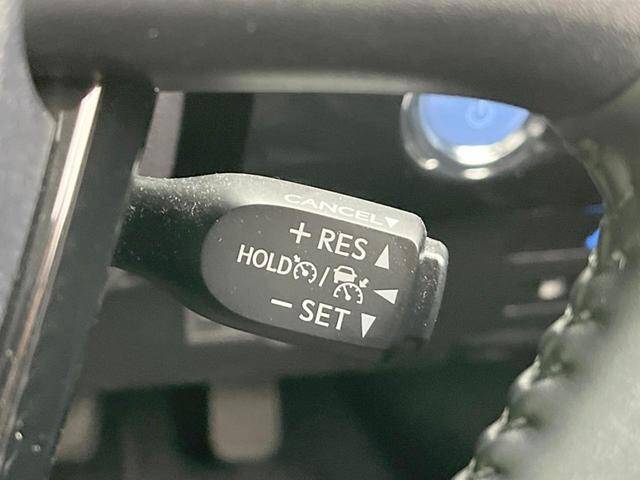 CANCEL▼
+ RES ▲
HOLD / ◀
− SET ▼